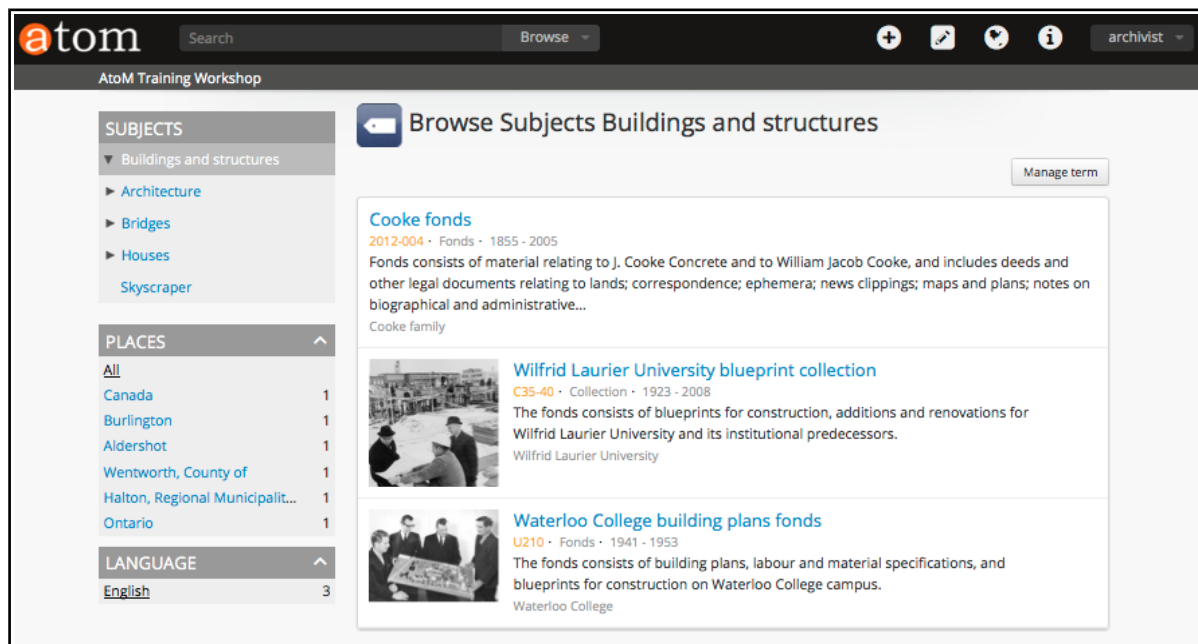 atom
Search
Browse
archivist
AtoM Training Workshop
SUBJECTS
Buildings and structures
Architecture
Bridges
Houses
Skyscraper
PLACES
All
Canada 1
Burlington 1
Aldershot 1
Wentworth, County of 1
Halton, Regional Municipalit... 1
Ontario 1
LANGUAGE
English 3
Browse Subjects Buildings and structures
Manage term
Cooke fonds
2012-004 · Fonds · 1855 - 2005
Fonds consists of material relating to J. Cooke Concrete and to William Jacob Cooke, and includes deeds and
other legal documents relating to lands; correspondence; ephemera; news clippings; maps and plans; notes on
biographical and administrative...
Cooke family
Wilfrid Laurier University blueprint collection
C35-40 · Collection · 1923 - 2008
The fonds consists of blueprints for construction, additions and renovations for
Wilfrid Laurier University and its institutional predecessors.
Wilfrid Laurier University
Waterloo College building plans fonds
U210 · Fonds · 1941 - 1953
The fonds consists of building plans, labour and material specifications, and
blueprints for construction on Waterloo College campus.
Waterloo College